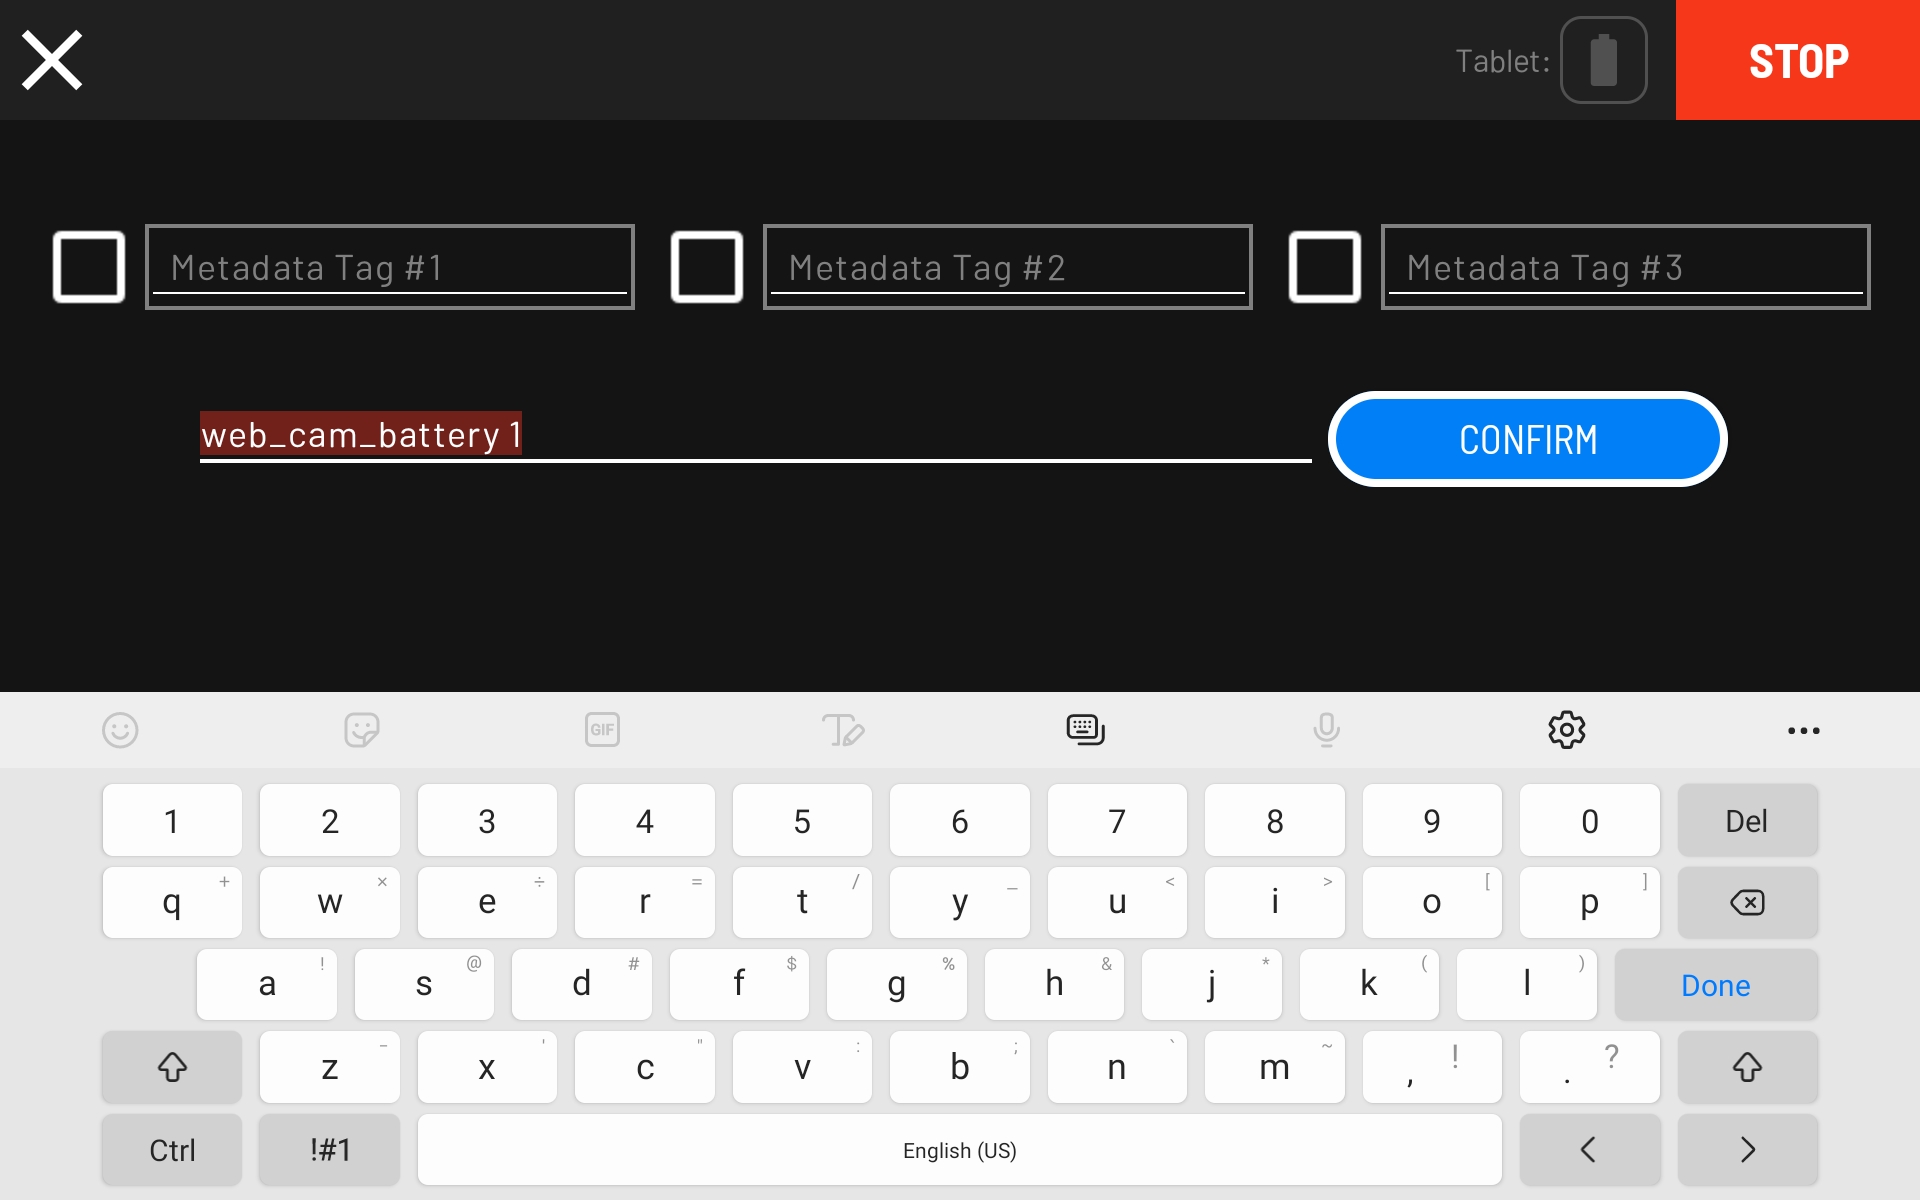 Tablet:
STOP
Metadata Tag #1
Metadata Tag #2
Metadata Tag #3
web_cam_battery 1
CONFIRM
GIF
1 2 3 4 5 6 7 8 9 0 Del
q + w × e ÷ r = t / y _ u < i > o [ p ]
a ! s @ d # f $ g % h & j * k ( l ) Done
z - x ' c " v : b ; n ` m ~ , ! . ?
Ctrl !#1 English (US) < >